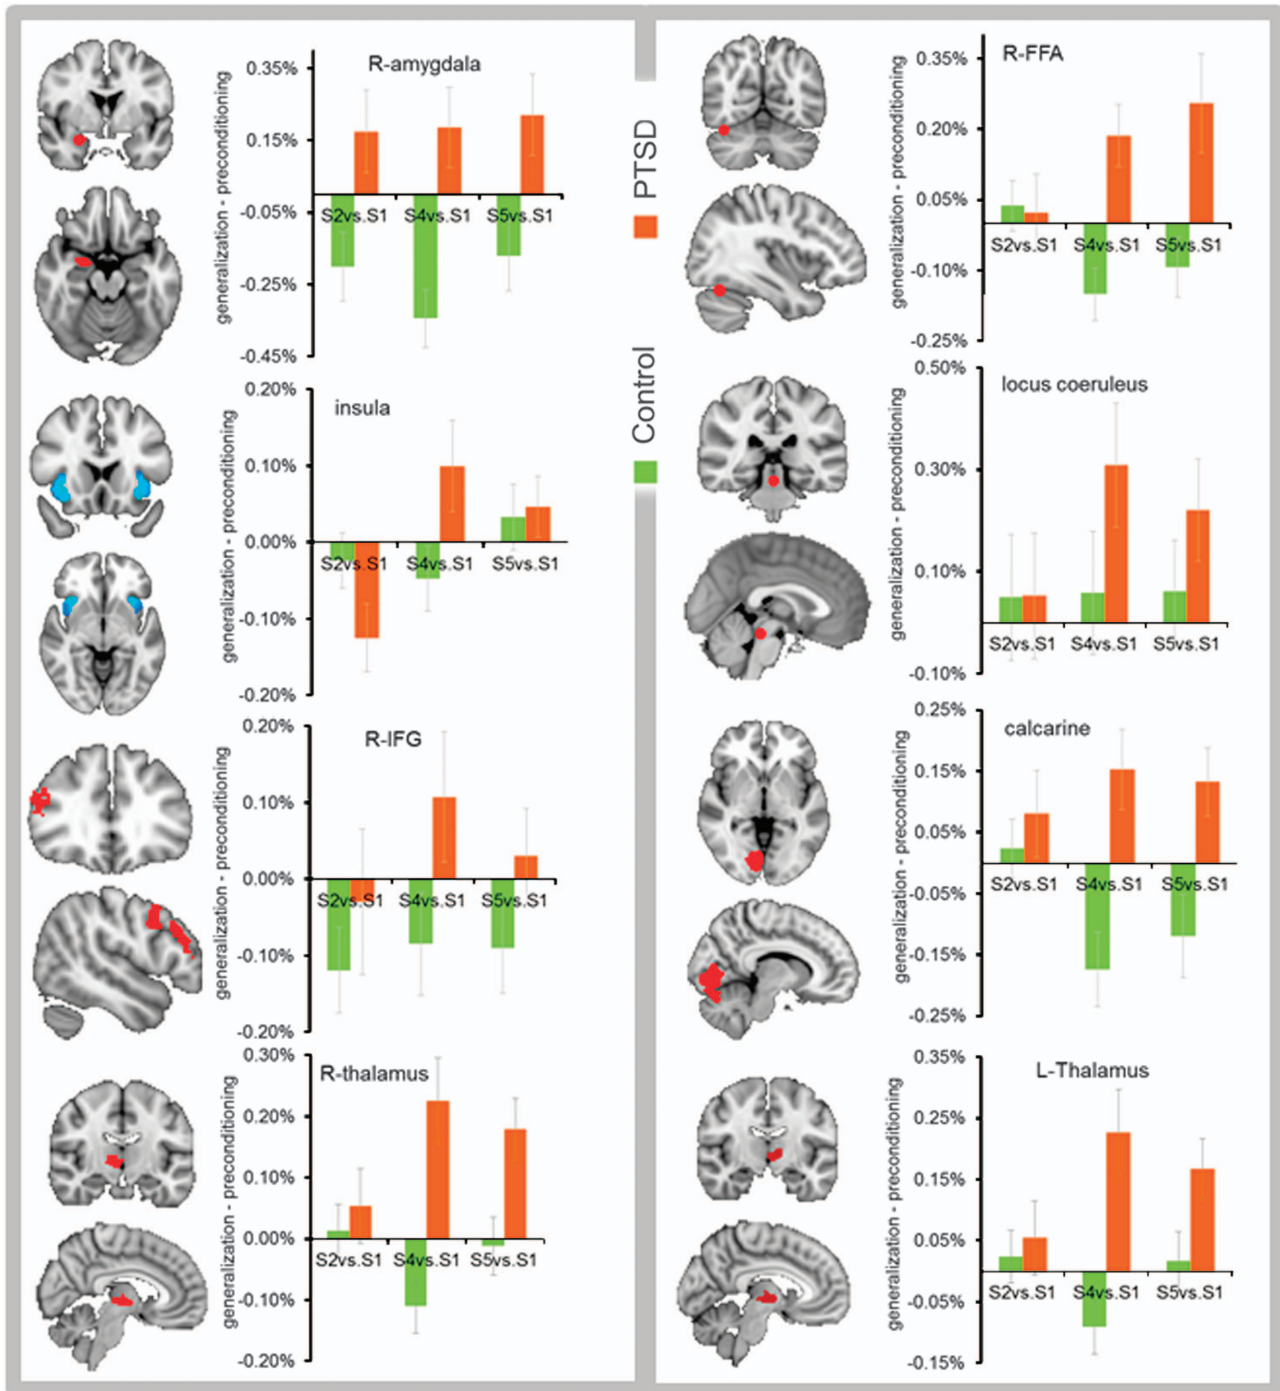 R-amygdala
generalization - preconditioning
0.35%
0.15%
-0.05%
-0.25%
-0.45%
S2vs.S1 S4vs.S1 S5vs.S1
insula
generalization - preconditioning
0.20%
0.10%
0.00%
-0.10%
-0.20%
S2vs.S1 S4vs.S1 S5vs.S1
R-IFG
generalization - preconditioning
0.20%
0.10%
0.00%
-0.10%
-0.20%
S2vs.S1 S4vs.S1 S5vs.S1
R-thalamus
generalization - preconditioning
0.30%
0.20%
0.10%
0.00%
-0.10%
-0.20%
S2vs.S1 S4vs.S1 S5vs.S1
PTSD
Control
R-FFA
generalization - preconditioning
0.35%
0.20%
0.05%
-0.10%
-0.25%
S2vs.S1 S4vs.S1 S5vs.S1
locus coeruleus
generalization - preconditioning
0.50%
0.30%
0.10%
-0.10%
S2vs.S1 S4vs.S1 S5vs.S1
calcarine
generalization - preconditioning
0.25%
0.15%
0.05%
-0.05%
-0.15%
-0.25%
S2vs.S1 S4vs.S1 S5vs.S1
L-Thalamus
generalization - preconditioning
0.35%
0.25%
0.15%
0.05%
-0.05%
-0.15%
S2vs.S1 S4vs.S1 S5vs.S1